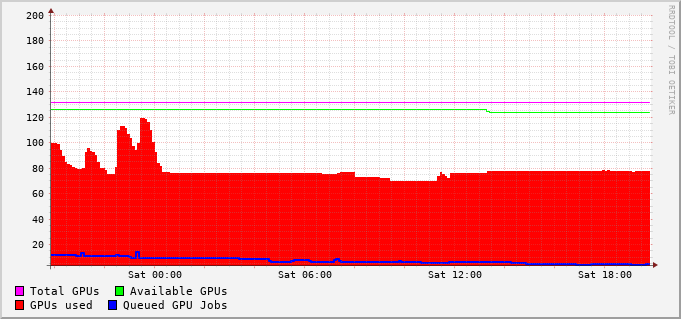 200
180
160
140
120
100
80
60
40
20
Sat 00:00 Sat 06:00 Sat 12:00 Sat 18:00
Total GPUs Available GPUs
GPUs used Queued GPU Jobs
RRDTOOL / TOBI OETIKER